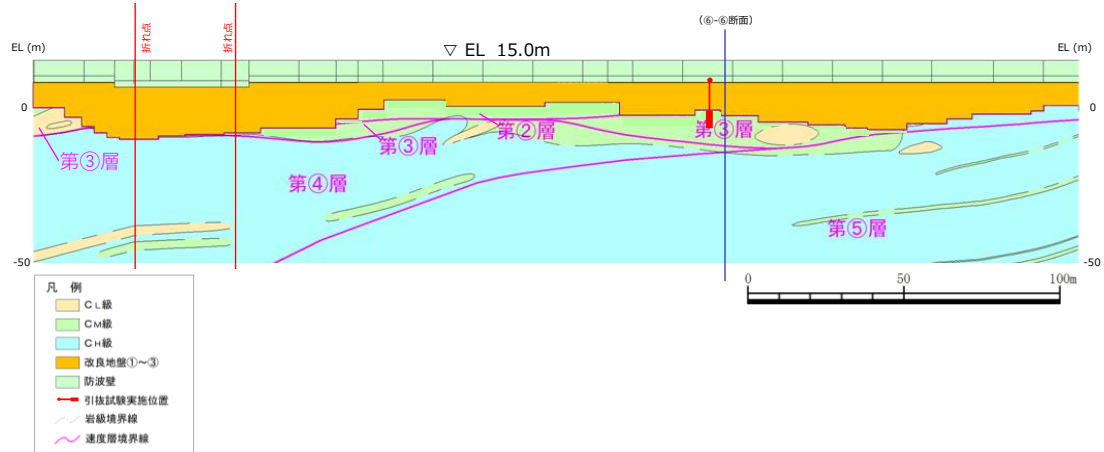 (⑥-⑥断面)
折れ点
折れ点
EL (m)
▽ EL 15.0m
EL (m)
0
0
第②層
第③層
第③層
第③層
第④層
第⑤層
-50
-50
0 50 100m
凡 例
CL級
CM級
CH級
改良地盤①～③
防波壁
引抜試験実施位置
岩級境界線
速度層境界線